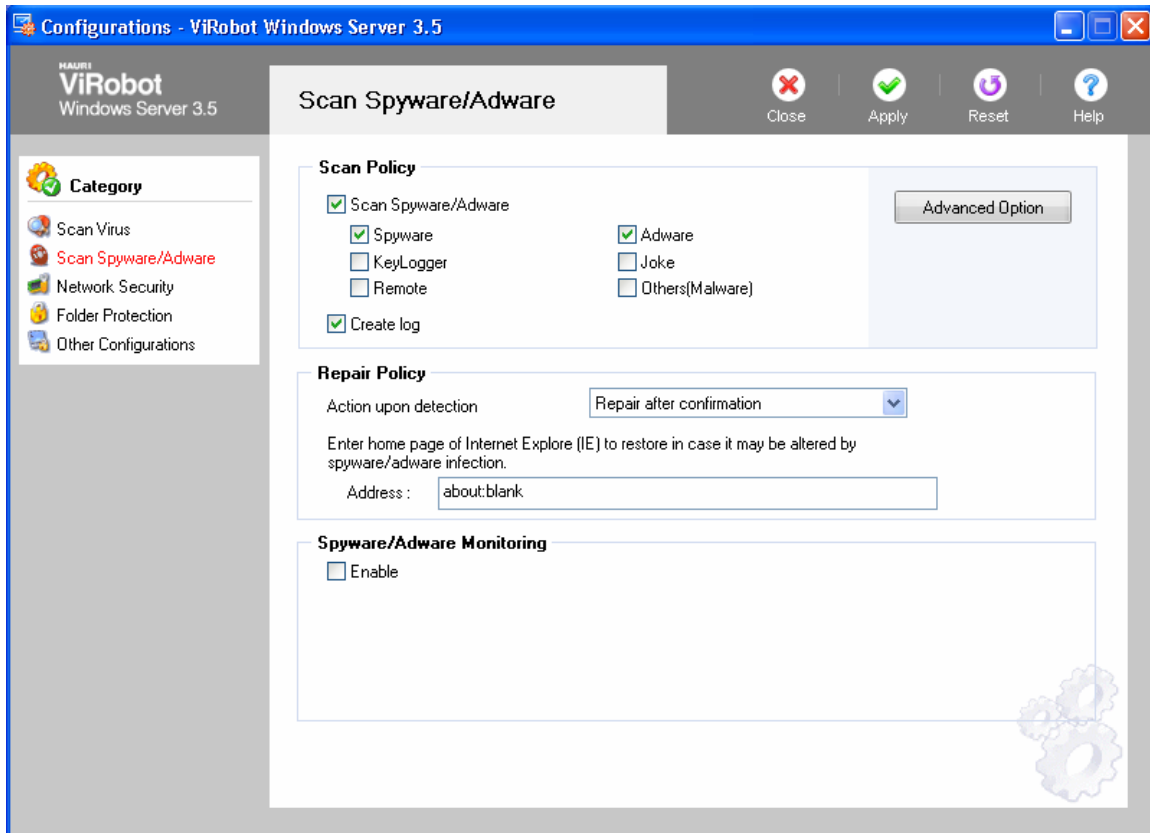 Configurations - ViRobot Windows Server 3.5
HAURI
ViRobot
Windows Server 3.5
Scan Spyware/Adware
Close
Apply
Reset
Help
Category
Scan Virus
Scan Spyware/Adware
Network Security
Folder Protection
Other Configurations
Scan Policy
Scan Spyware/Adware
Spyware
Adware
KeyLogger
Joke
Remote
Others(Malware)
Create log
Advanced Option
Repair Policy
Action upon detection
Repair after confirmation
Enter home page of Internet Explore (IE) to restore in case it may be altered by
spyware/adware infection.
Address :
about:blank
Spyware/Adware Monitoring
Enable